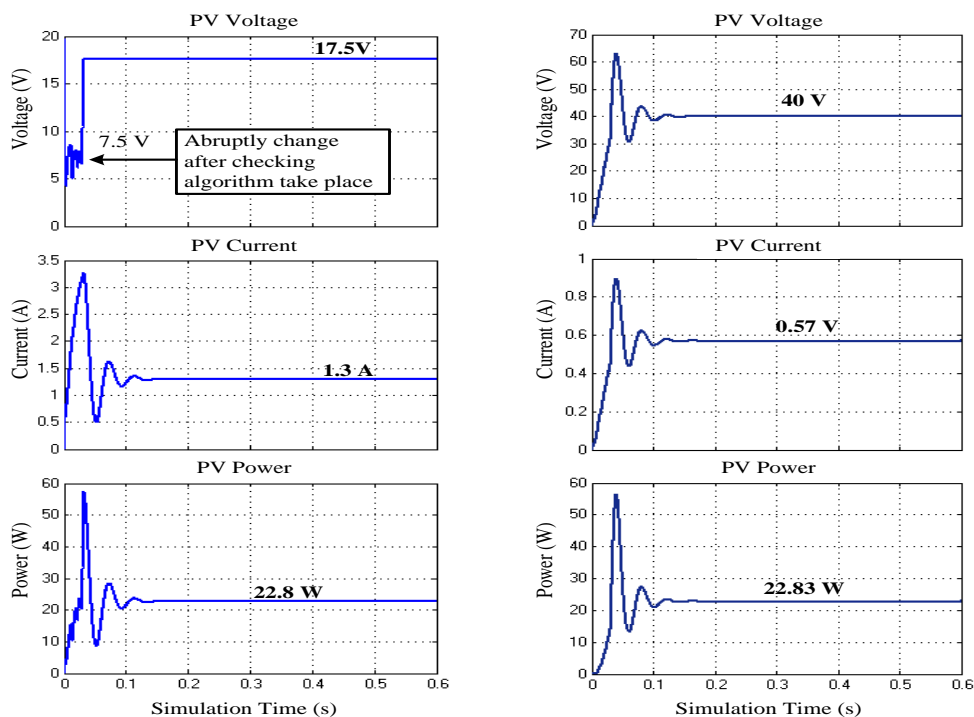 PV Voltage
20
15
10
5
0
Voltage (V)
17.5V
7.5 V
Abruptly change
after checking
algorithm take place
PV Current
3.5
3
2.5
2
1.5
1
0.5
0
Current (A)
1.3 A
PV Power
60
50
40
30
20
10
0
Power (W)
22.8 W
0
0.1
0.2
0.3
0.4
0.5
0.6
Simulation Time (s)
PV Voltage
70
60
50
40
30
20
10
0
Voltage (V)
40 V
PV Current
1
0.8
0.6
0.4
0.2
0
Current (A)
0.57 V
PV Power
60
50
40
30
20
10
0
Power (W)
22.83 W
0
0.1
0.2
0.3
0.4
0.5
0.6
Simulation Time (s)